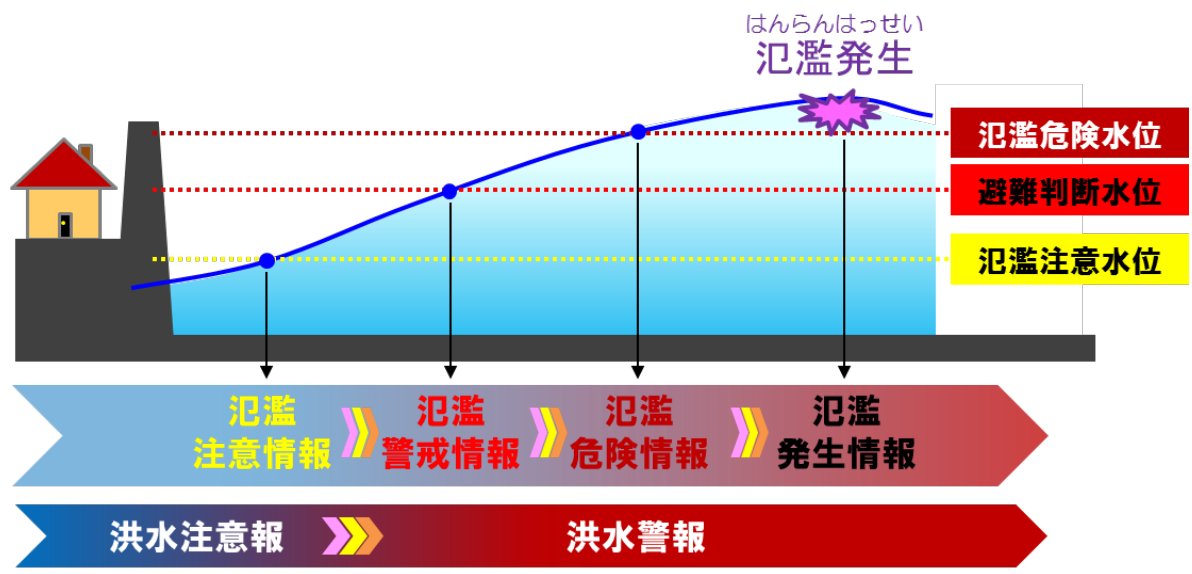 はんらんはっせい
氾濫発生
氾濫危険水位
避難判断水位
氾濫注意水位
氾濫
注意情報
氾濫
警戒情報
氾濫
危険情報
氾濫
発生情報
洪水注意報
洪水警報